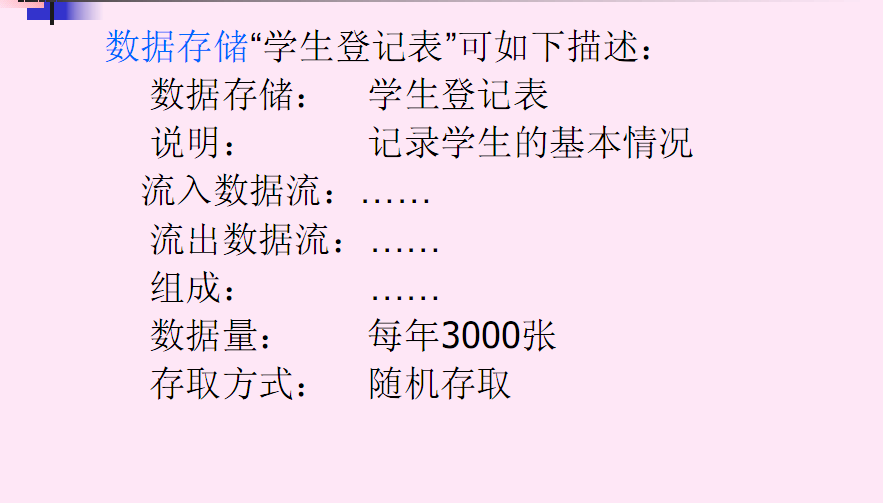 数据存储“学生登记表”可如下描述：
数据存储： 学生登记表
说明： 记录学生的基本情况
流入数据流：……
流出数据流：……
组成： ……
数据量： 每年3000张
存取方式： 随机存取